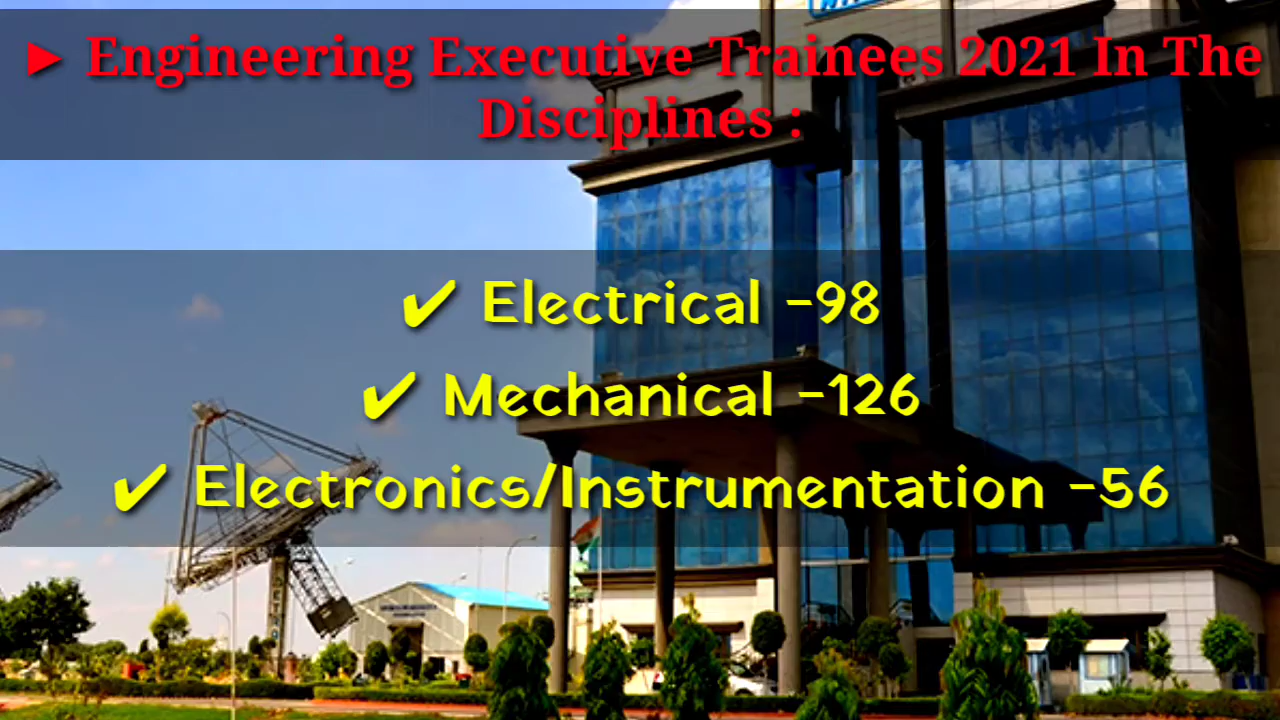 ► Engineering Executive Trainees 2021 In The
Disciplines :
✔ Electrical -98
✔ Mechanical -126
✔ Electronics/Instrumentation -56